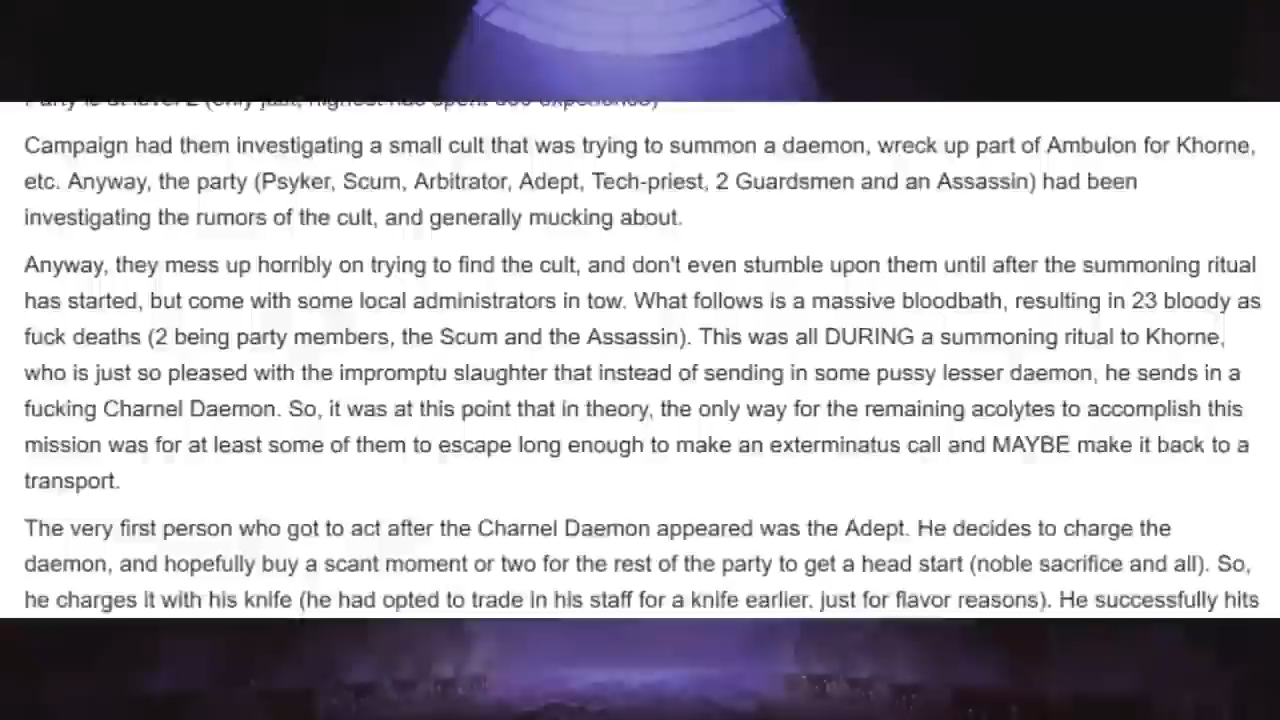 Campaign had them investigating a small cult that was trying to summon a daemon, wreck up part of Ambulon for Khorne,
etc. Anyway, the party (Psyker, Scum, Arbitrator, Adept, Tech-priest, 2 Guardsmen and an Assassin) had been
investigating the rumors of the cult, and generally mucking about.
Anyway, they mess up horribly on trying to find the cult, and don't even stumble upon them until after the summoning ritual
has started, but come with some local administrators in tow. What follows is a massive bloodbath, resulting in 23 bloody as
fuck deaths (2 being party members, the Scum and the Assassin). This was all DURING a summoning ritual to Khorne,
who is just so pleased with the impromptu slaughter that instead of sending in some pussy lesser daemon, he sends in a
fucking Charnel Daemon. So, it was at this point that in theory, the only way for the remaining acolytes to accomplish this
mission was for at least some of them to escape long enough to make an exterminatus call and MAYBE make it back to a
transport.
The very first person who got to act after the Charnel Daemon appeared was the Adept. He decides to charge the
daemon, and hopefully buy a scant moment or two for the rest of the party to get a head start (noble sacrifice and all). So,
he charges it with his knife (he had opted to trade in his staff for a knife earlier, just for flavor reasons). He successfully hits